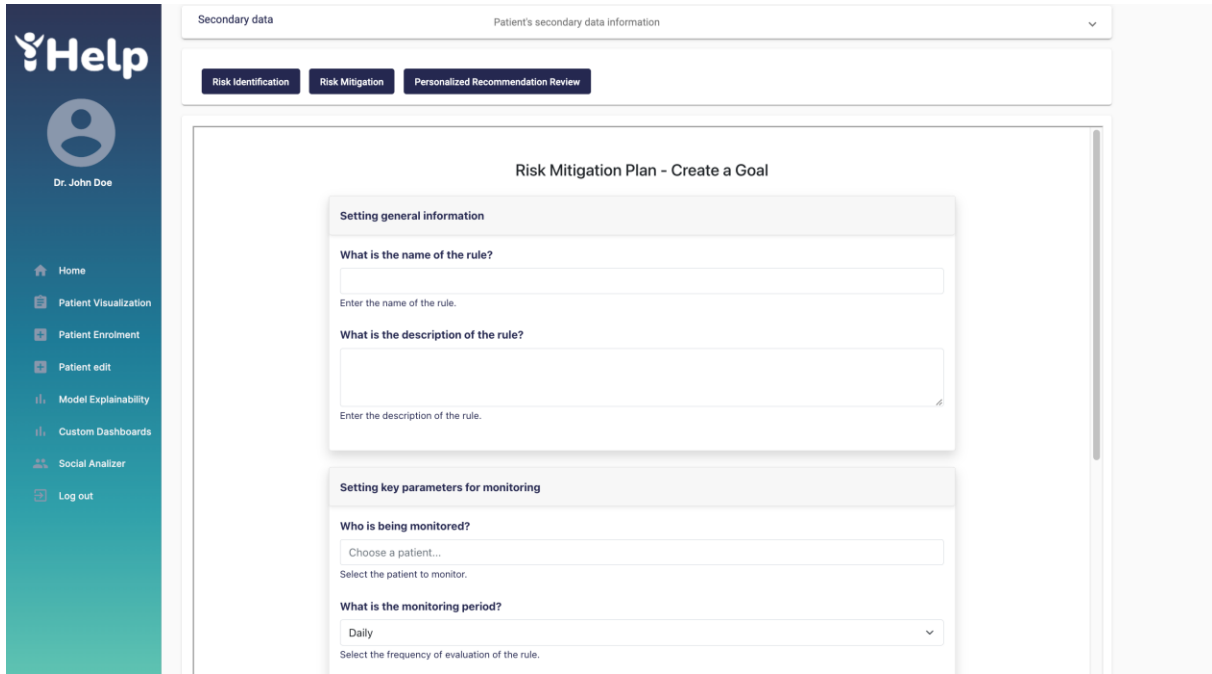 iHelp
Dr. John Doe
Home
Patient Visualization
Patient Enrolment
Patient edit
Model Explainability
Custom Dashboards
Social Analizer
Log out
Secondary data
Patient's secondary data information
Risk Identification
Risk Mitigation
Personalized Recommendation Review
Risk Mitigation Plan - Create a Goal
Setting general information
What is the name of the rule?
Enter the name of the rule.
What is the description of the rule?
Enter the description of the rule.
Setting key parameters for monitoring
Who is being monitored?
Choose a patient...
Select the patient to monitor.
What is the monitoring period?
Daily
Select the frequency of evaluation of the rule.